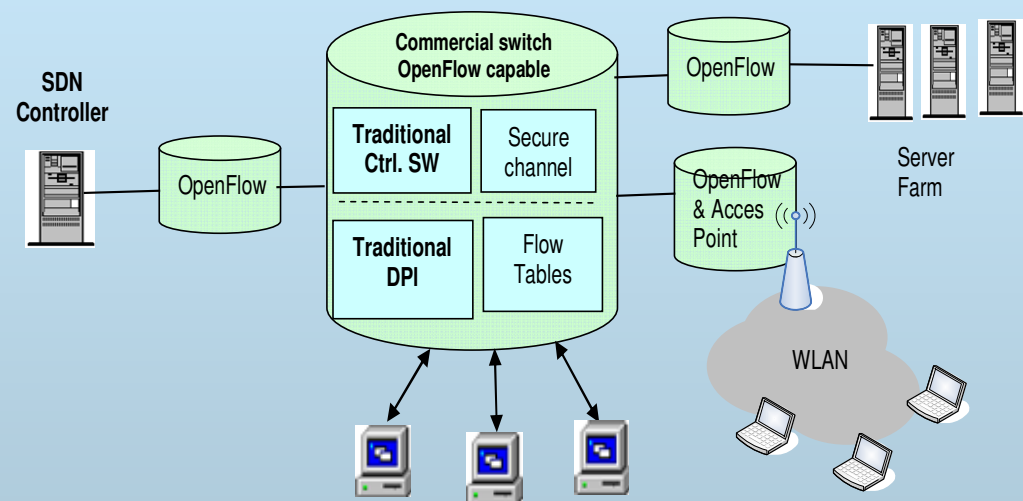 SDN
Controller
OpenFlow
Commercial switch
OpenFlow capable
Traditional
Ctrl. SW
Secure
channel
Traditional
DPI
Flow
Tables
OpenFlow
Server
Farm
OpenFlow
& Acces
Point
WLAN